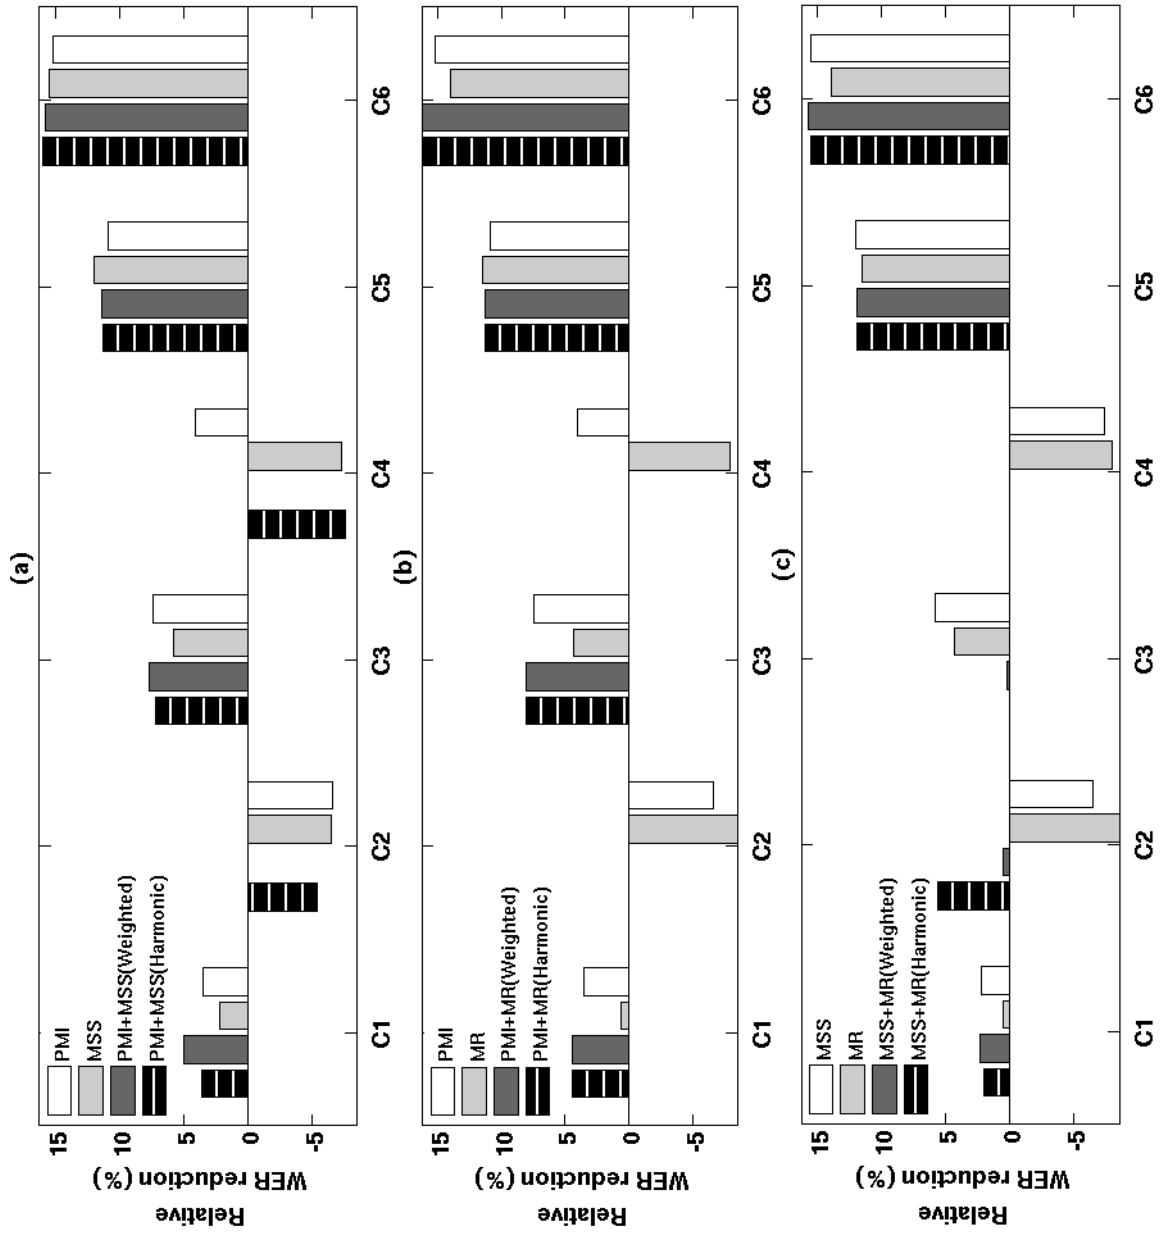 (a)
Relative
WER reduction (%)
15
10
5
0
-5
PMI
MSS
PMI+MSS(Weighted)
PMI+MSS(Harmonic)
C1
C2
C3
C4
C5
C6
(b)
Relative
WER reduction (%)
15
10
5
0
-5
PMI
MR
PMI+MR(Weighted)
PMI+MR(Harmonic)
C1
C2
C3
C4
C5
C6
(c)
Relative
WER reduction (%)
15
10
5
0
-5
MSS
MR
MSS+MR(Weighted)
MSS+MR(Harmonic)
C1
C2
C3
C4
C5
C6